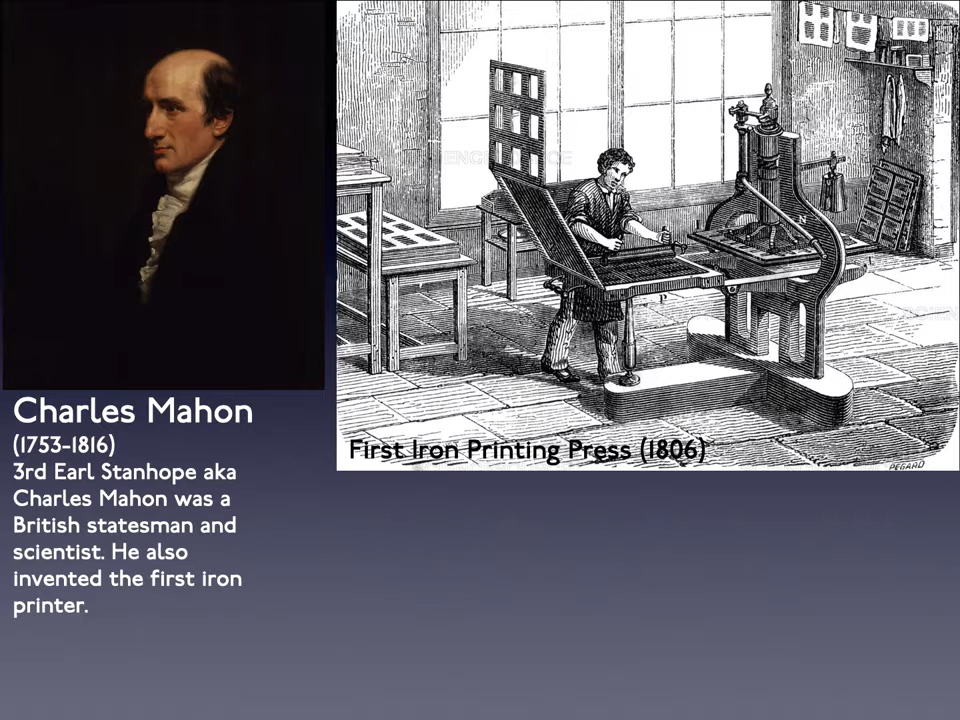 Charles Mahon
(1753-1816)
3rd Earl Stanhope aka
Charles Mahon was a
British statesman and
scientist. He also
invented the first iron
printer.
First Iron Printing Press (1806)
N
P
PEGARD